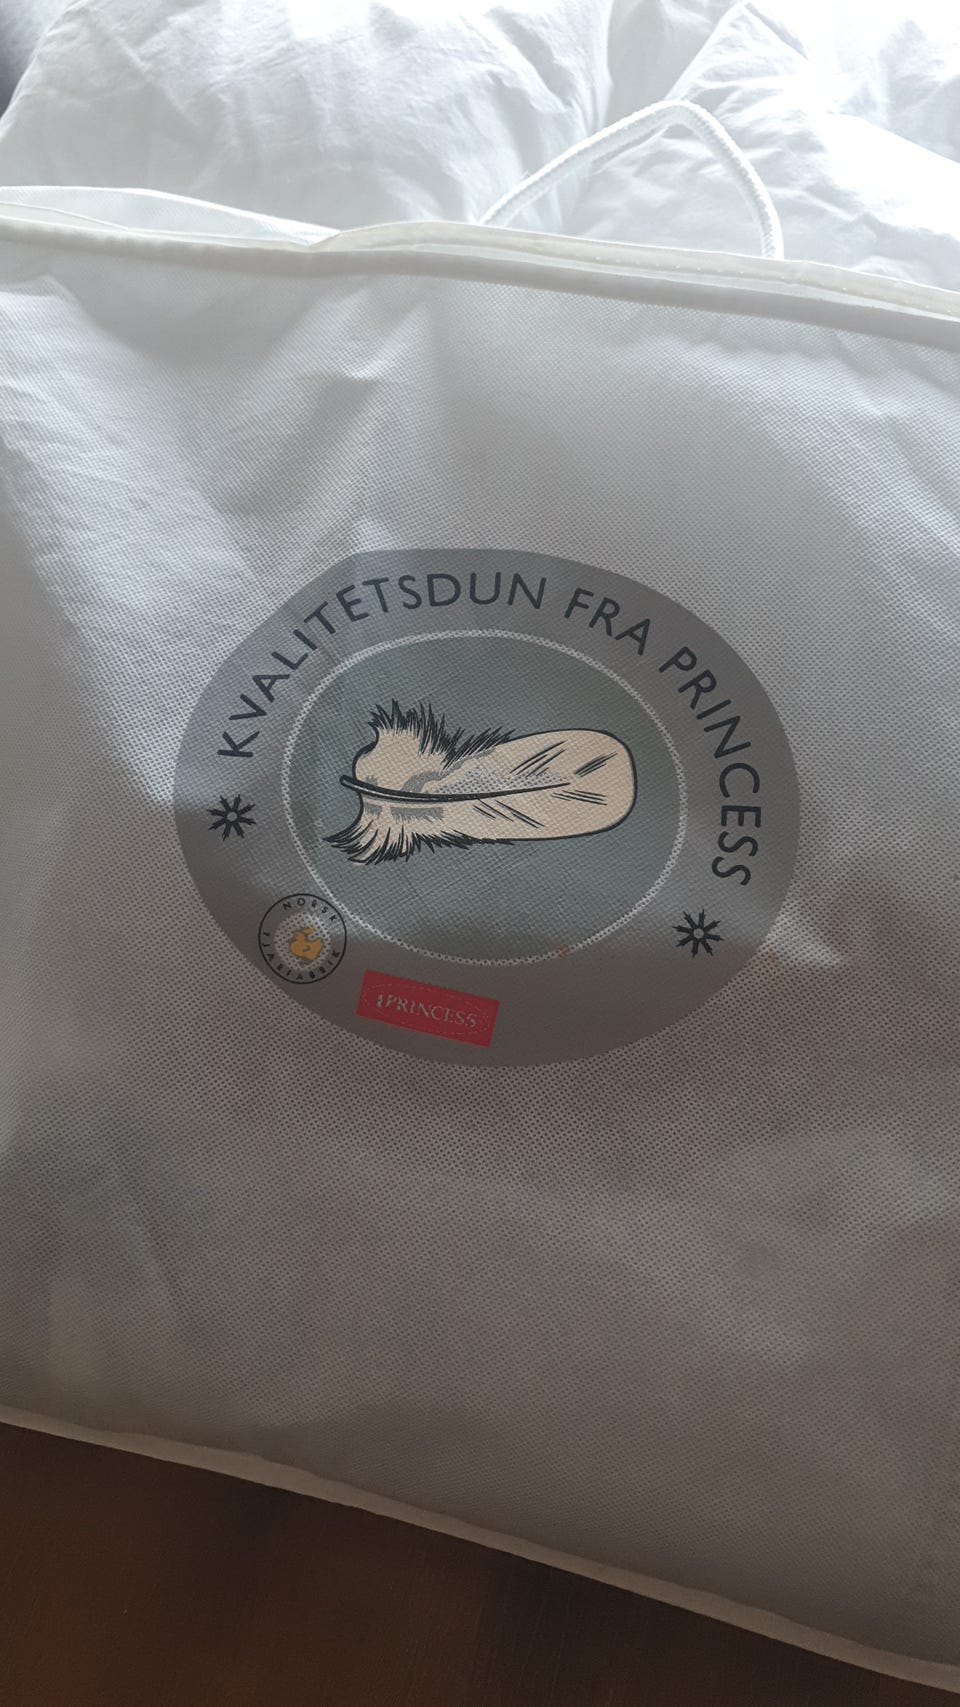 KVALITETSDUN FRA PRINCESS
NORSK
FJÆRFABRIKK
PRINCESS